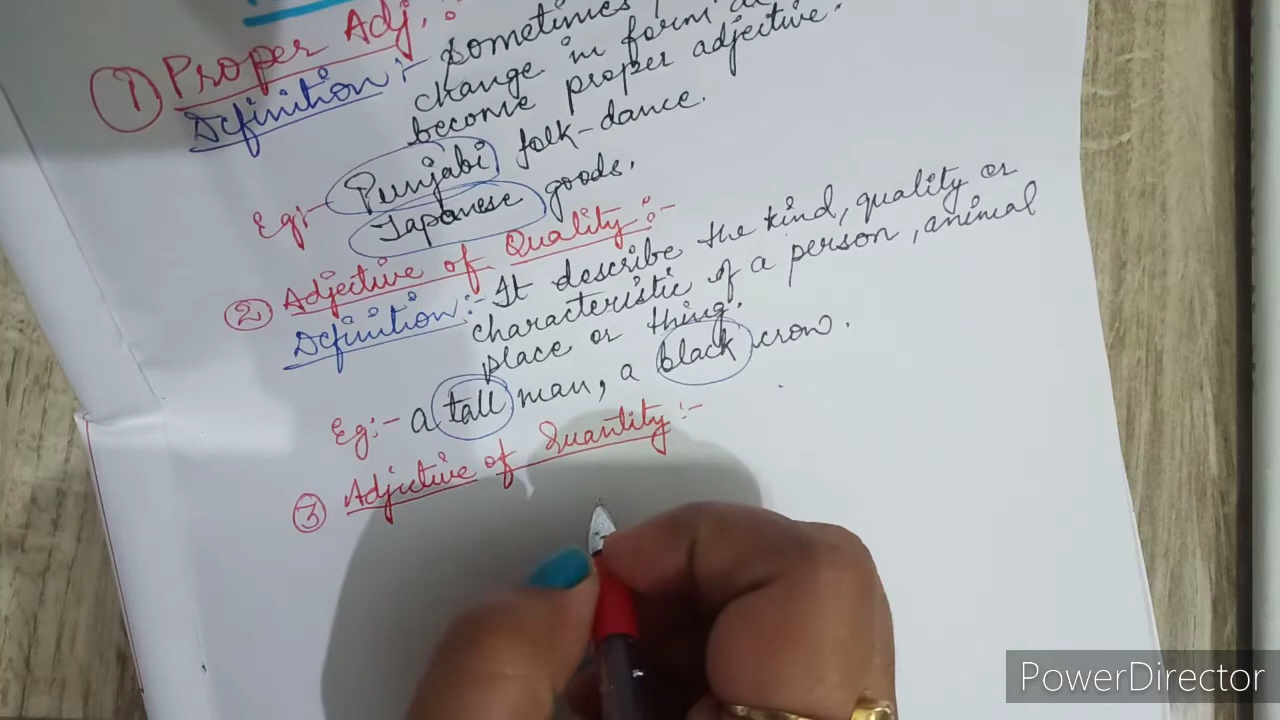 ① Proper Adj. :
Definition :- Sometimes
change in form
become proper adjective.
Eg:- Punjabi folk-dance.
Japanese goods.
② Adjective of Quality :-
Definition :- It describe the kind, quality or
characteristic of a person, animal
place or thing.
Eg:- a tall man, a black crow.
③ Adjective of Quantity :-
PowerDirector